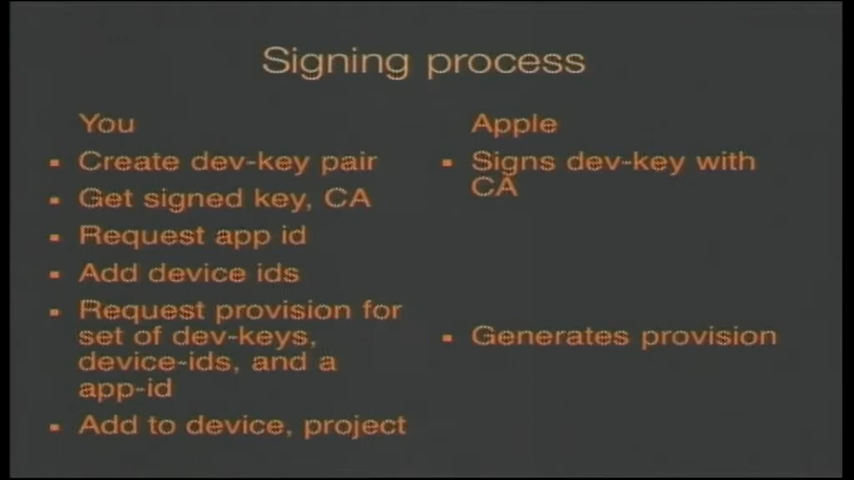 Signing process
You
▪ Create dev-key pair
▪ Get signed key, CA
▪ Request app id
▪ Add device ids
▪ Request provision for
set of dev-keys,
device-ids, and a
app-id
▪ Add to device, project
Apple
▪ Signs dev-key with
CA
▪ Generates provision